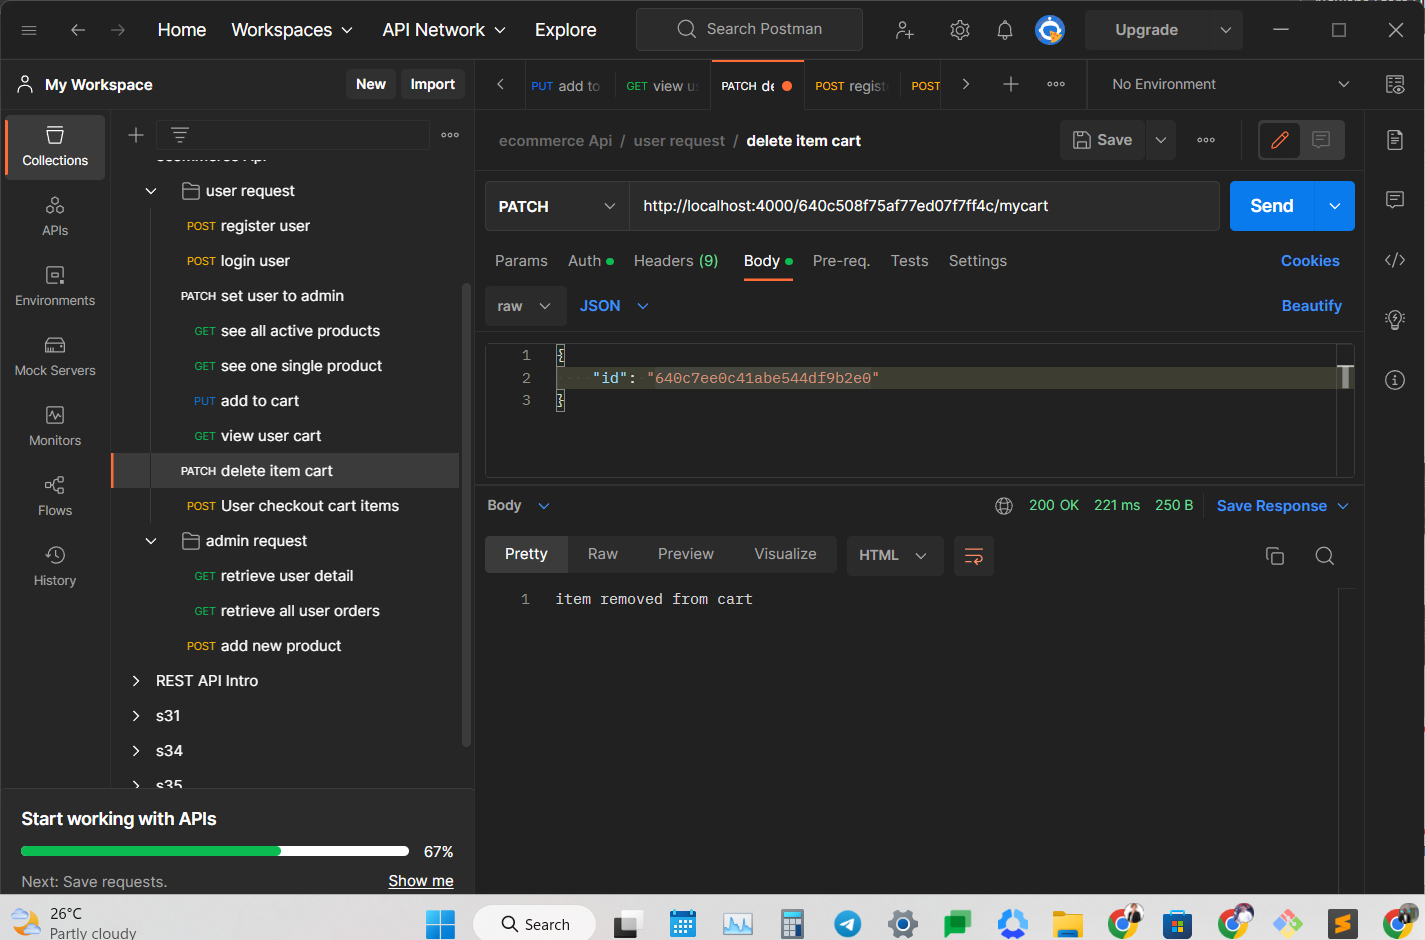 Home Workspaces API Network Explore Search Postman Upgrade
My Workspace New Import
PUT add to GET view us PATCH de POST regist POST No Environment
Collections
APIs
Environments
Mock Servers
Monitors
Flows
History
user request
POST register user
POST login user
PATCH set user to admin
GET see all active products
GET see one single product
PUT add to cart
GET view user cart
PATCH delete item cart
POST User checkout cart items
admin request
GET retrieve user detail
GET retrieve all user orders
POST add new product
REST API Intro
s31
s34
s35
Start working with APIs
67%
Next: Save requests. Show me
ecommerce Api / user request / delete item cart Save
PATCH http://localhost:4000/640c508f75af77ed07f7ff4c/mycart Send
Params Auth Headers (9) Body Pre-req. Tests Settings Cookies
raw JSON Beautify
1 {
2 "id": "640c7ee0c41abe544df9b2e0"
3 }
Body 200 OK 221 ms 250 B Save Response
Pretty Raw Preview Visualize HTML
1 item removed from cart
26°C
Partly cloudy
Search